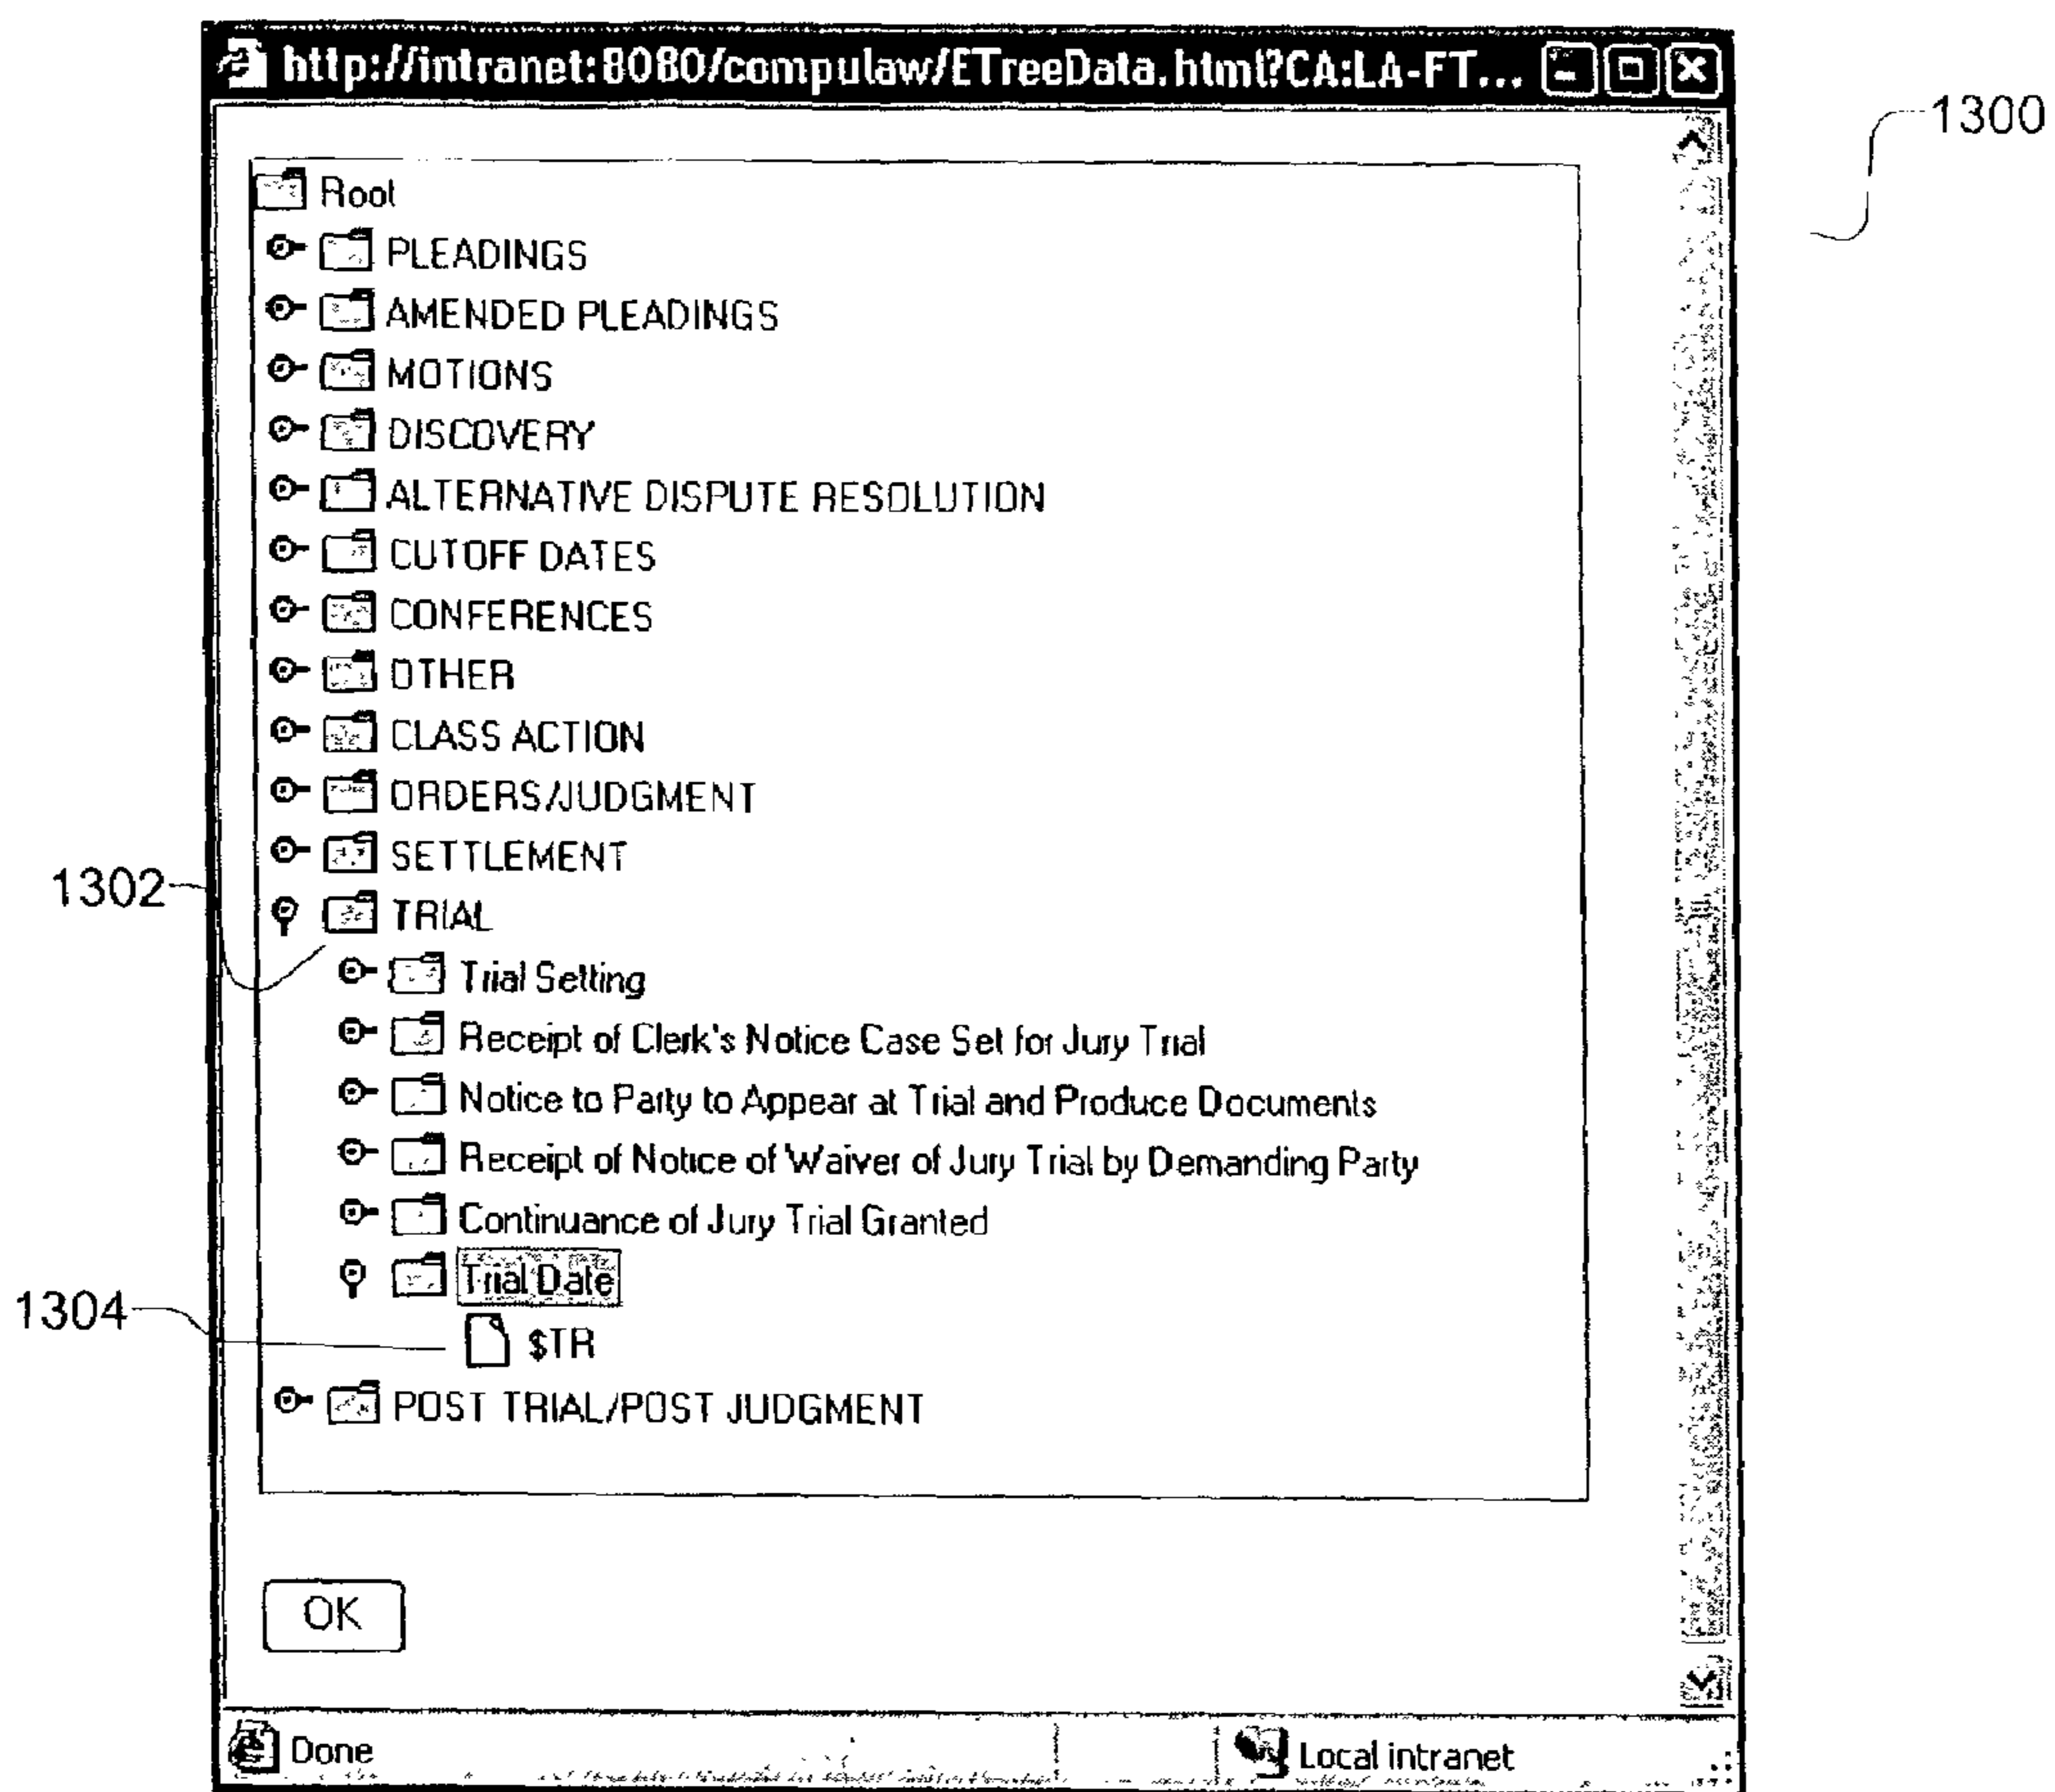 http://intranet:8080/compulaw/ETreeData.html?CA:LA-FT...
1300
Root
PLEADINGS
AMENDED PLEADINGS
MOTIONS
DISCOVERY
ALTERNATIVE DISPUTE RESOLUTION
CUTOFF DATES
CONFERENCES
OTHER
CLASS ACTION
ORDERS/JUDGMENT
SETTLEMENT
1302
TRIAL
Trial Setting
Receipt of Clerk's Notice Case Set for Jury Trial
Notice to Party to Appear at Trial and Produce Documents
Receipt of Notice of Waiver of Jury Trial by Demanding Party
Continuance of Jury Trial Granted
Trial Date
1304
$TR
POST TRIAL/POST JUDGMENT
OK
Done
Local intranet